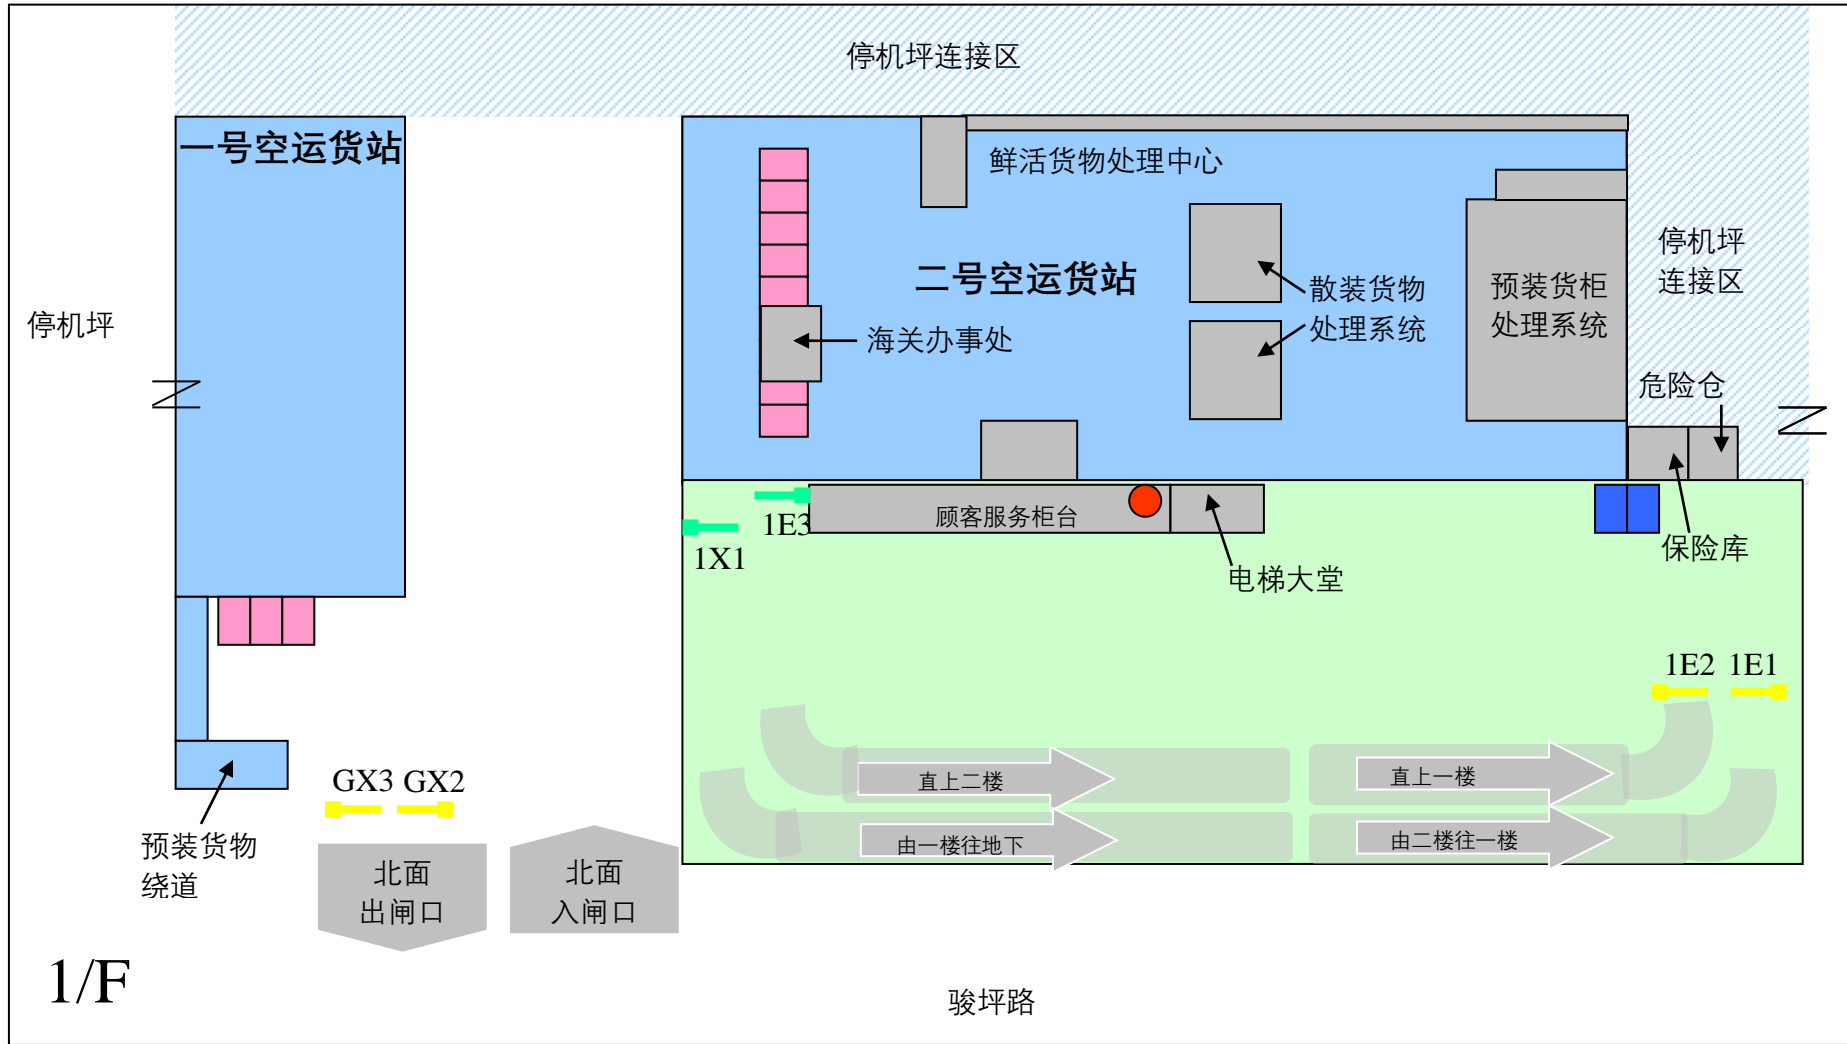 停机坪连接区
一号空运货站
鲜活货物处理中心
停机坪
连接区
二号空运货站
散装货物
处理系统
预装货柜
处理系统
停机坪
海关办事处
危险仓
1E3
顾客服务柜台
1X1
保险库
电梯大堂
1E2 1E1
GX3 GX2
直上二楼
直上一楼
由一楼往地下
由二楼往一楼
预装货物
绕道
北面
出闸口
北面
入闸口
1/F
骏坪路